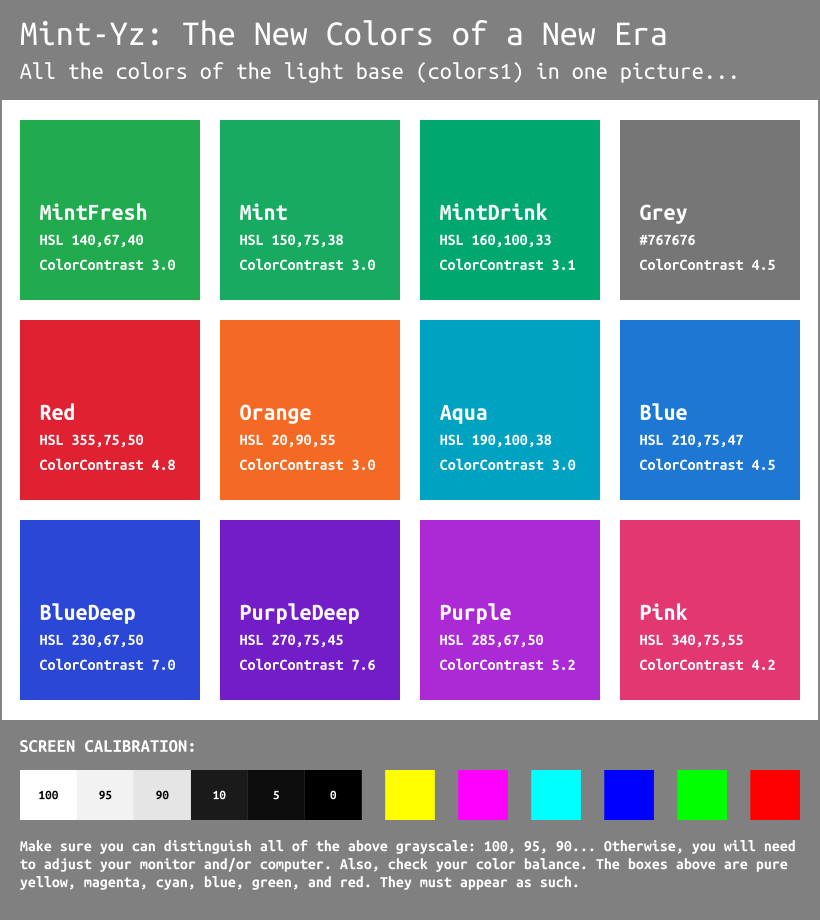 Mint-Yz: The New Colors of a New Era
All the colors of the light base (colors1) in one picture...
MintFresh
HSL 140,67,40
ColorContrast 3.0
Mint
HSL 150,75,38
ColorContrast 3.0
MintDrink
HSL 160,100,33
ColorContrast 3.1
Grey
#767676
ColorContrast 4.5
Red
HSL 355,75,50
ColorContrast 4.8
Orange
HSL 20,90,55
ColorContrast 3.0
Aqua
HSL 190,100,38
ColorContrast 3.0
Blue
HSL 210,75,47
ColorContrast 4.5
BlueDeep
HSL 230,67,50
ColorContrast 7.0
PurpleDeep
HSL 270,75,45
ColorContrast 7.6
Purple
HSL 285,67,50
ColorContrast 5.2
Pink
HSL 340,75,55
ColorContrast 4.2
SCREEN CALIBRATION:
100 95 90 10 5 0
Make sure you can distinguish all of the above grayscale: 100, 95, 90... Otherwise, you will need
to adjust your monitor and/or computer. Also, check your color balance. The boxes above are pure
yellow, magenta, cyan, blue, green, and red. They must appear as such.